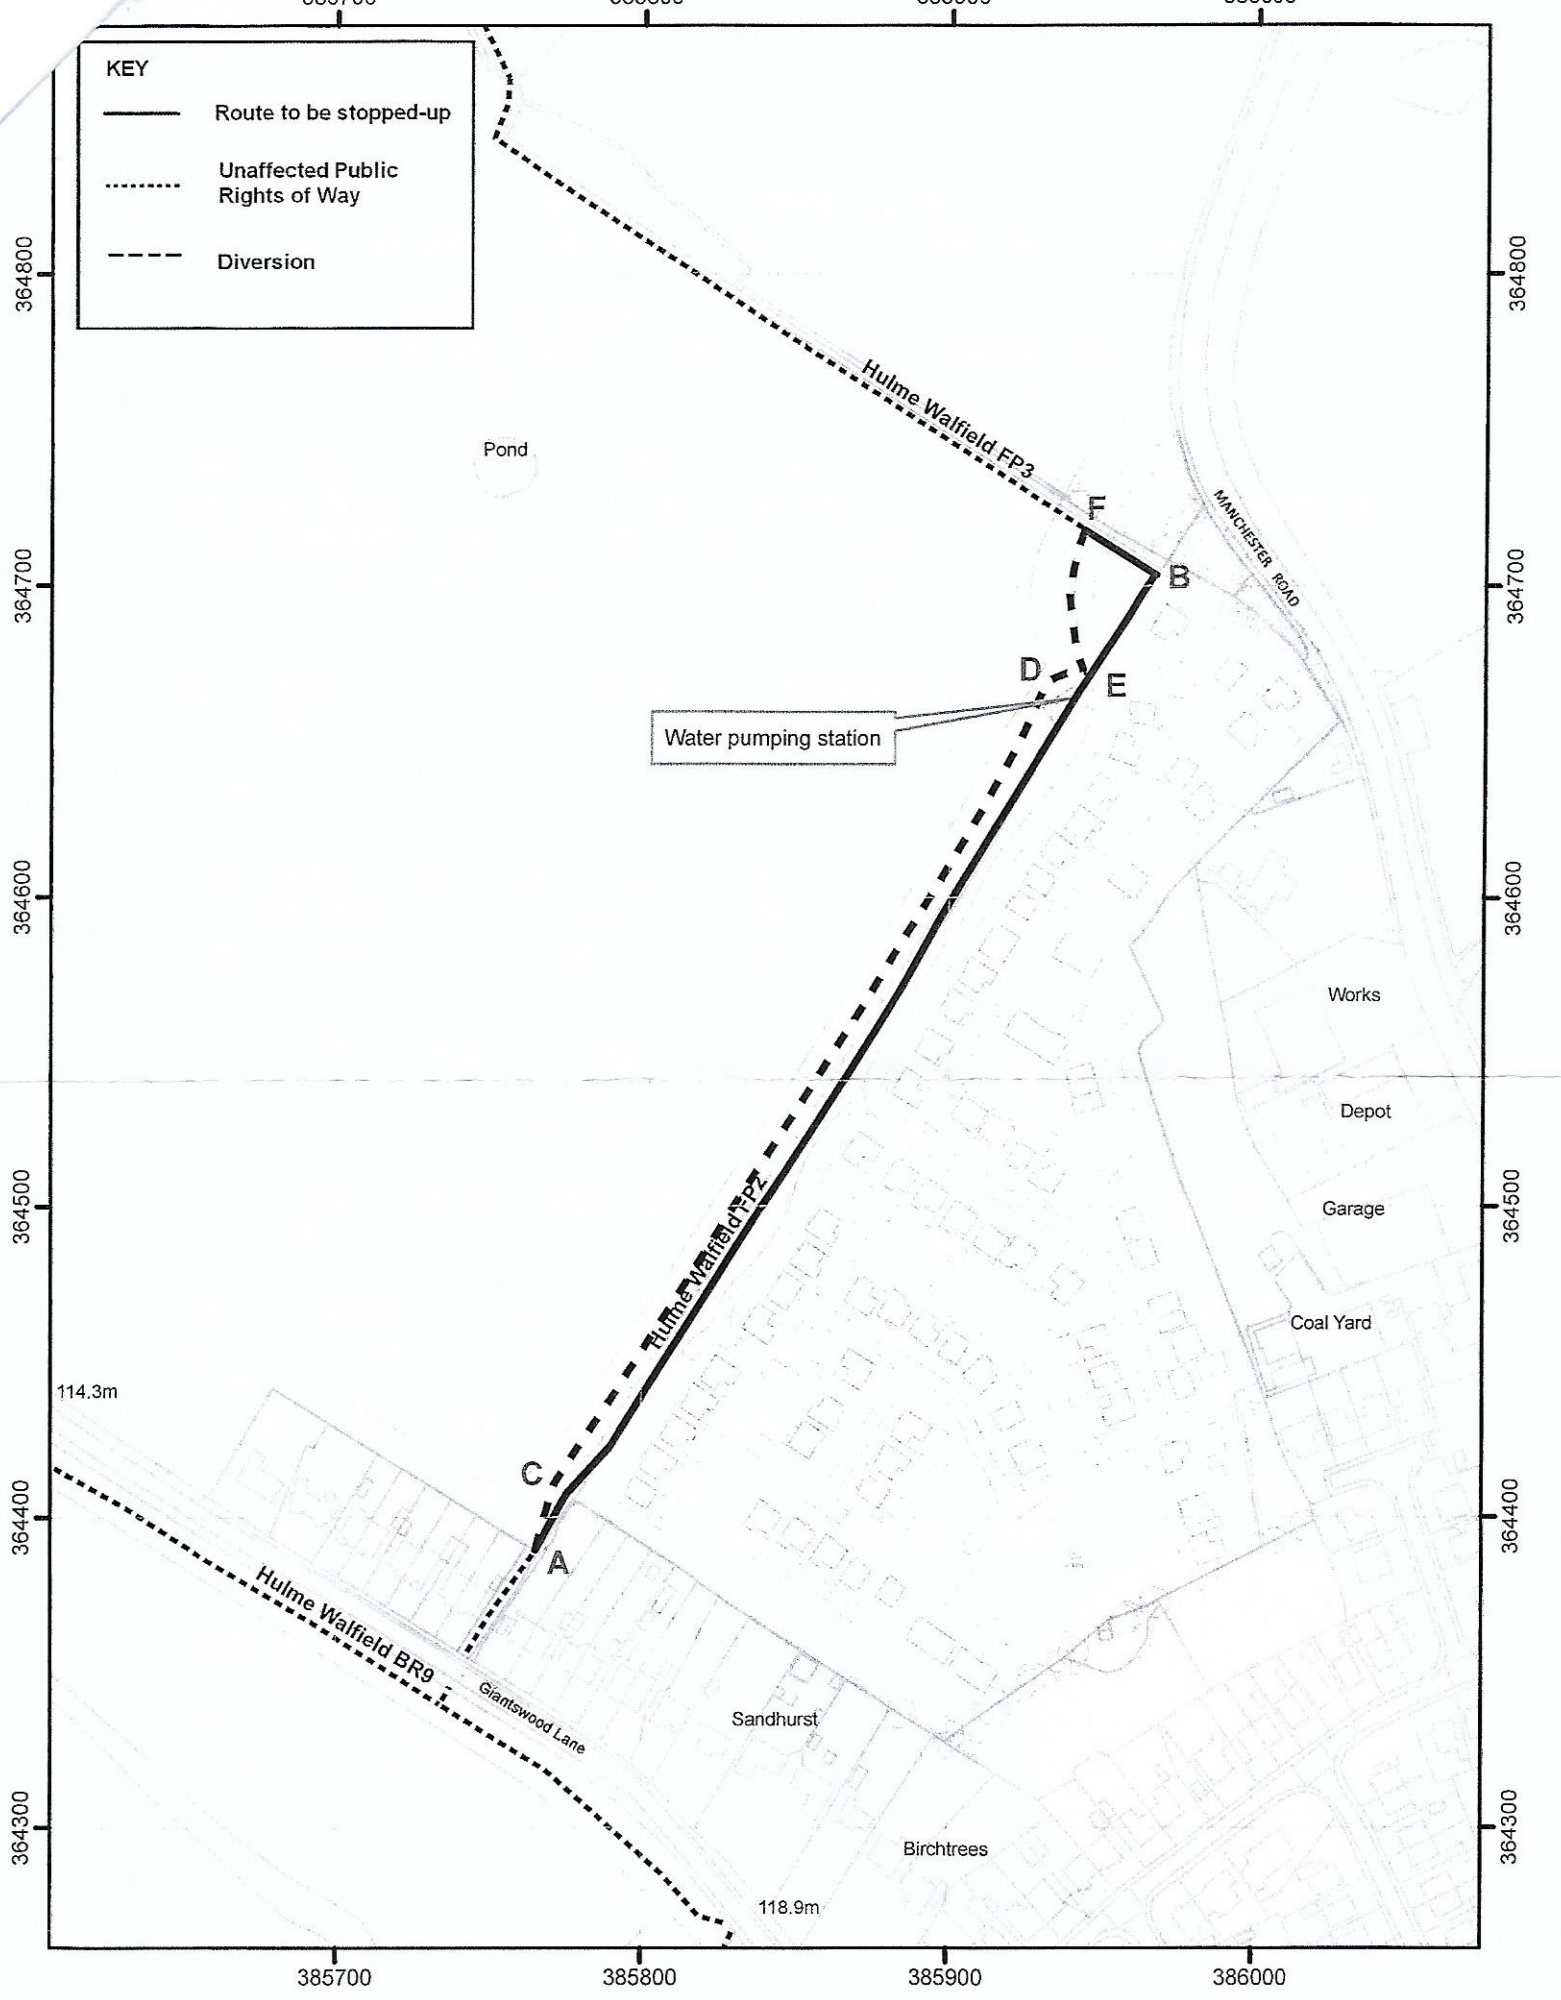 KEY
Route to be stopped-up
Unaffected Public
Rights of Way
Diversion
364800
364800
Hulme Walfield FP3
Pond
F
MANCHESTER ROAD
B
364700
364700
D
E
Water pumping station
364600
364600
Works
Depot
364500
364500
Hulme Walfield FP2
Garage
Coal Yard
114.3m
C
364400
364400
A
Hulme Walfield BR9
Giantswood Lane
Sandhurst
364300
364300
Birchtrees
118.9m
385700
385800
385900
386000